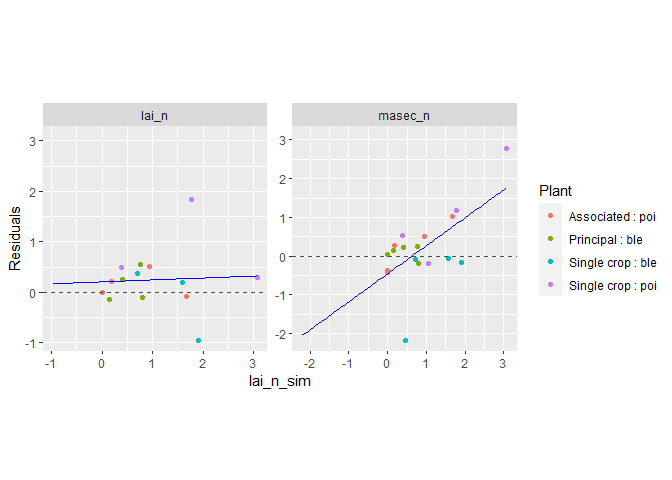 lai_n masec_n
3
2
1
0
-1
3
2
1
0
-1
-2
Residuals
-1 0 1 2 3
-2 -1 0 1 2 3
lai_n_sim
Plant
Associated : poi
Principal : ble
Single crop : ble
Single crop : poi